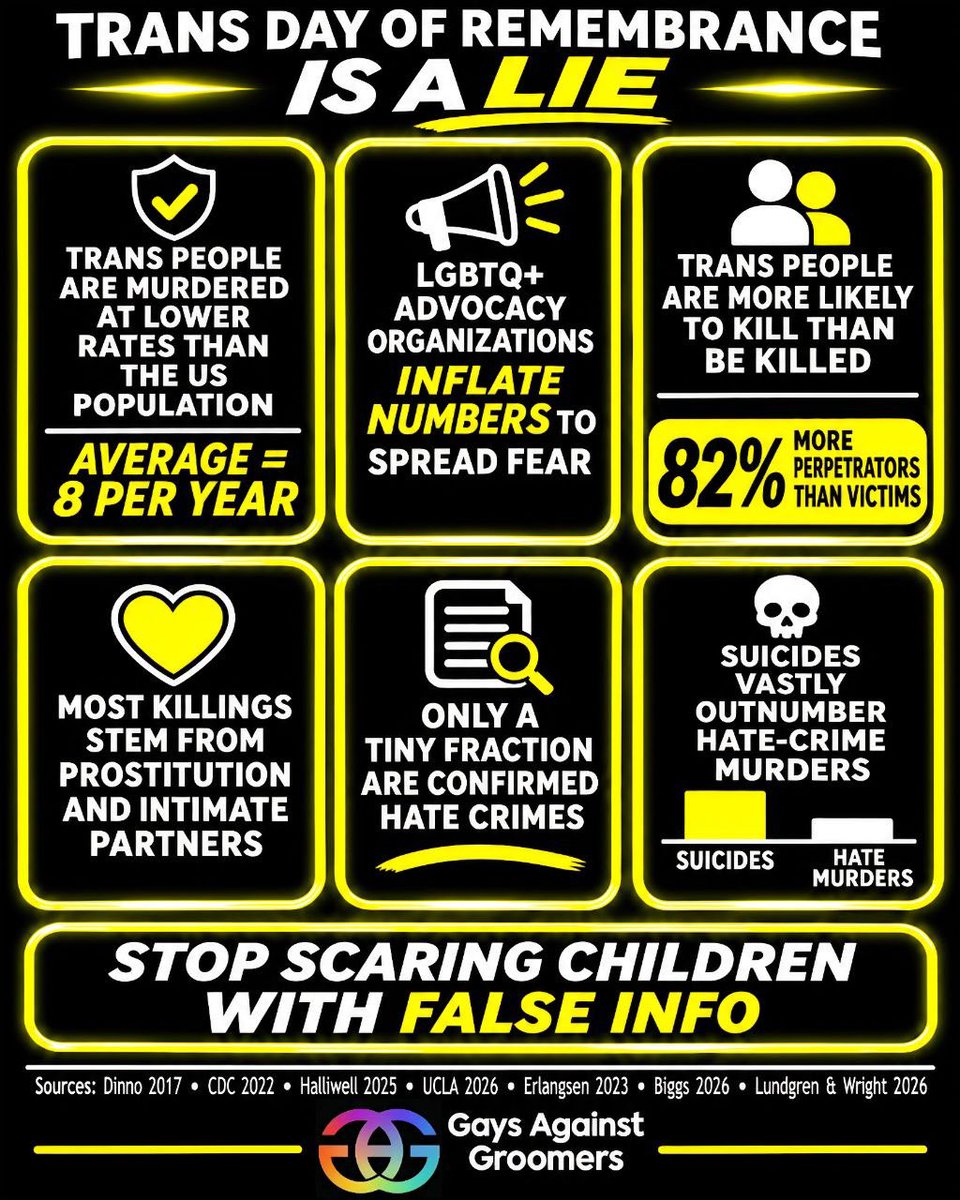 TRANS DAY OF REMEMBRANCE
IS A LIE
TRANS PEOPLE
ARE MURDERED
AT LOWER
RATES THAN
THE US
POPULATION
AVERAGE =
8 PER YEAR
LGBTQ+
ADVOCACY
ORGANIZATIONS
INFLATE
NUMBERS TO
SPREAD FEAR
TRANS PEOPLE
ARE MORE LIKELY
TO KILL THAN
BE KILLED
82% MORE
PERPETRATORS
THAN VICTIMS
MOST KILLINGS
STEM FROM
PROSTITUTION
AND INTIMATE
PARTNERS
ONLY A
TINY FRACTION
ARE CONFIRMED
HATE CRIMES
SUICIDES
VASTLY
OUTNUMBER
HATE-CRIME
MURDERS
SUICIDES
HATE
MURDERS
STOP SCARING CHILDREN
WITH FALSE INFO
Sources: Dinno 2017 • CDC 2022 • Halliwell 2025 • UCLA 2026 • Erlangsen 2023 • Biggs 2026 • Lundgren & Wright 2026
Gays Against
Groomers